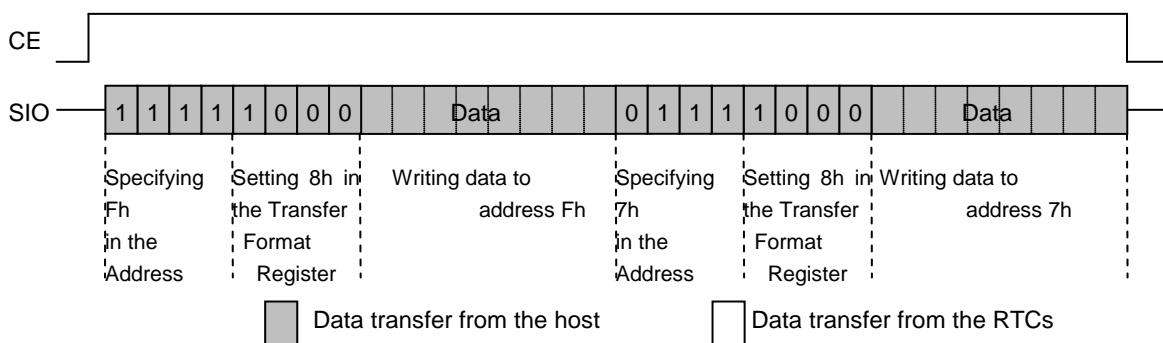 CE
SIO 1 1 1 1 1 0 0 0 Data 0 1 1 1 1 0 0 0 Data
Specifying Setting 8h in Writing data to Specifying Setting 8h in Writing data to
Fh the Transfer address Fh 7h the Transfer address 7h
in the Format in the Format
Address Register Address Register
Data transfer from the host Data transfer from the RTCs